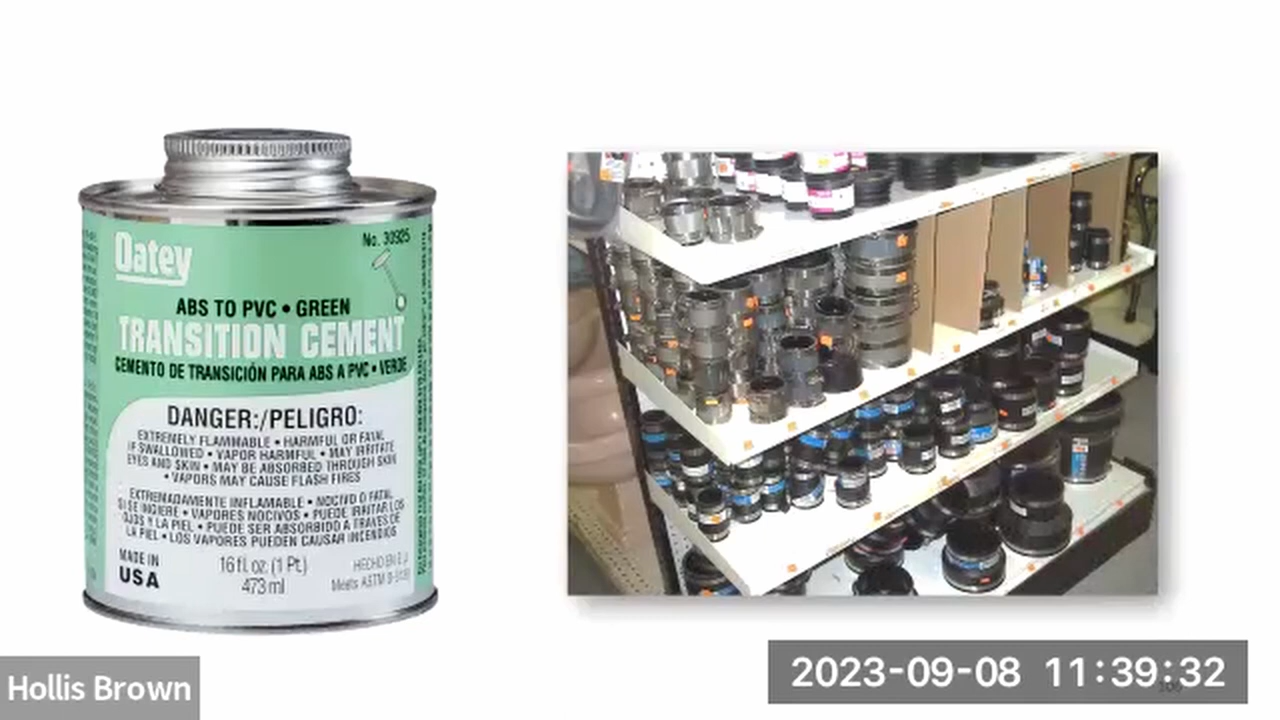 Oatey
No. 30925
ABS TO PVC • GREEN
TRANSITION CEMENT
CEMENTO DE TRANSICIÓN PARA ABS A PVC • VERDE
DANGER:/PELIGRO:
EXTREMELY FLAMMABLE • HARMFUL OR FATAL
IF SWALLOWED • VAPOR HARMFUL • MAY IRRITATE
EYES AND SKIN • MAY BE ABSORBED THROUGH SKIN
• VAPORS MAY CAUSE FLASH FIRES
EXTREMADAMENTE INFLAMABLE • NOCIVO O FATAL
SI SE INGIERE • VAPORES NOCIVOS • PUEDE IRRITAR LOS
OJOS Y LA PIEL • PUEDE SER ABSORBIDO A TRAVÉS DE
LA PIEL • LOS VAPORES PUEDEN CAUSAR INCENDIOS
MADE IN
USA
16 fl. oz. (1 Pt.)
473 ml
HECHO EN E.U.
Meets ASTM
Hollis Brown
2023-09-08 11:39:32